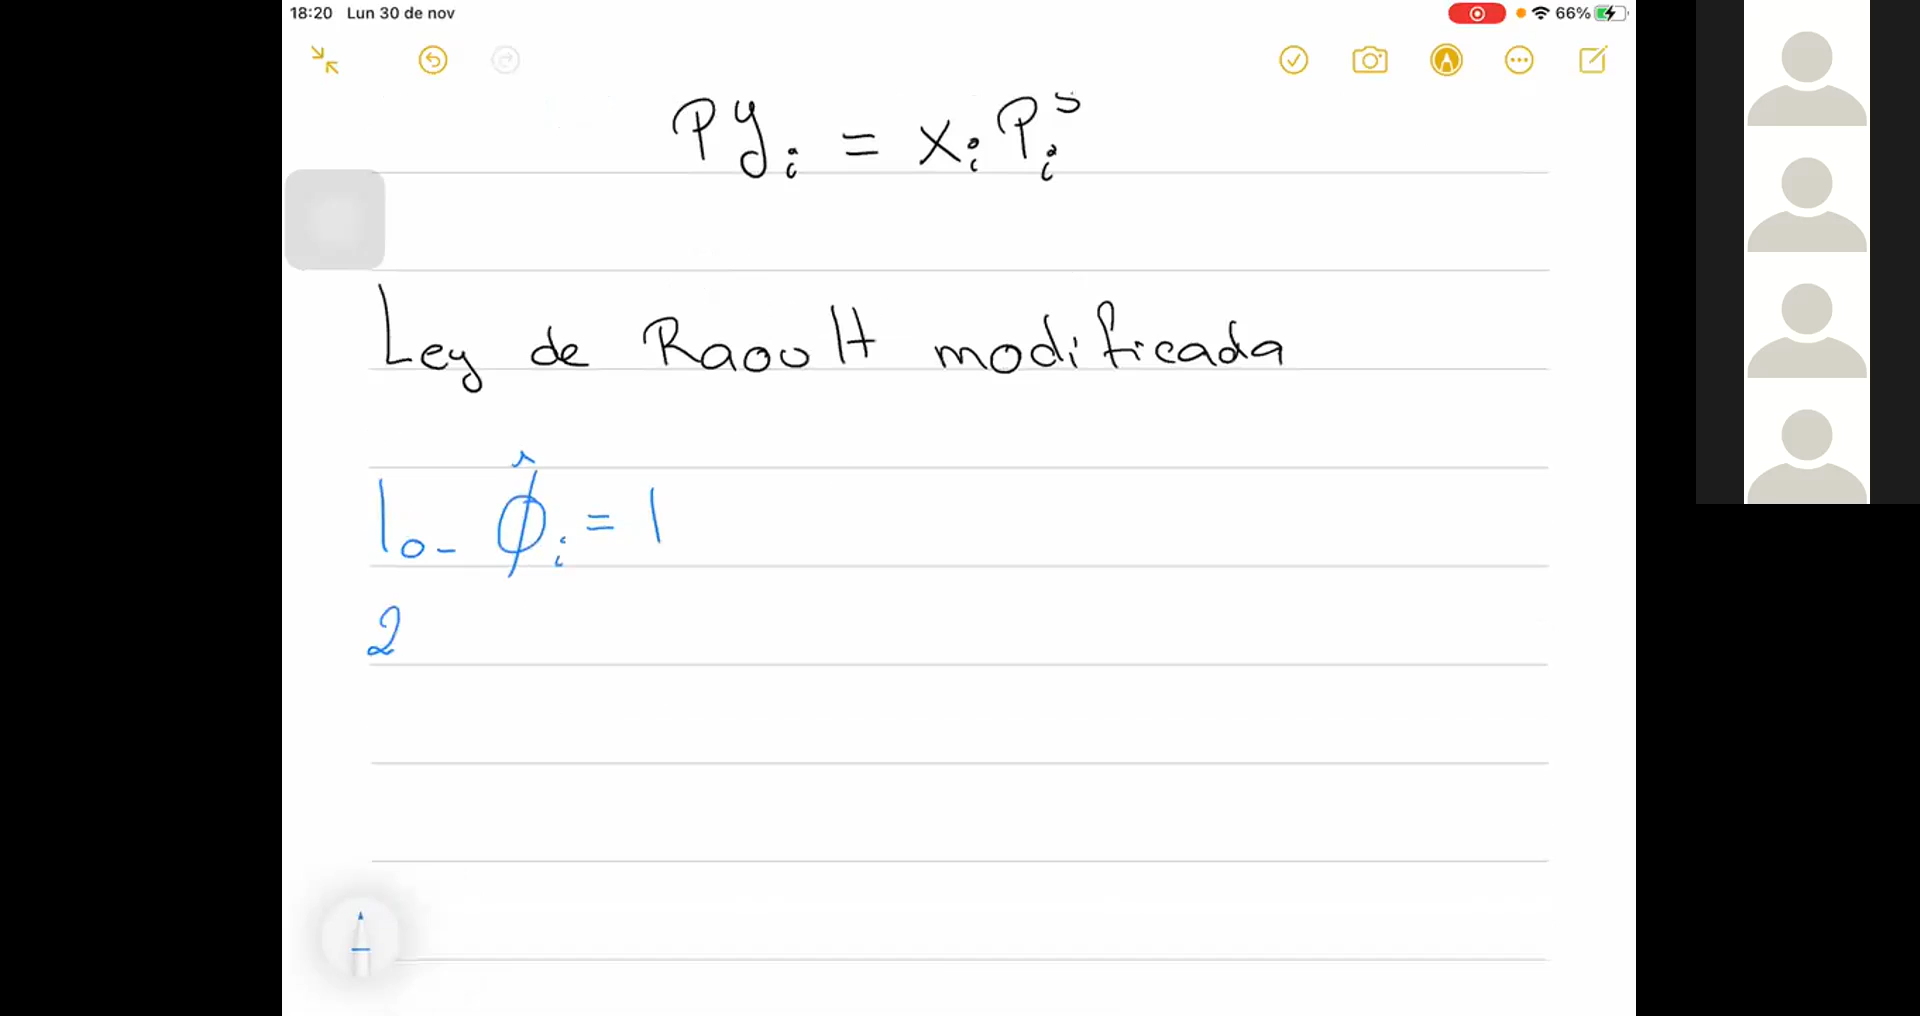 18:20 Lun 30 de nov 66%
Pyᵢ = xᵢPᵢˢ
Ley de Raoult modificada
1o- ϕ̂ᵢ = 1
2